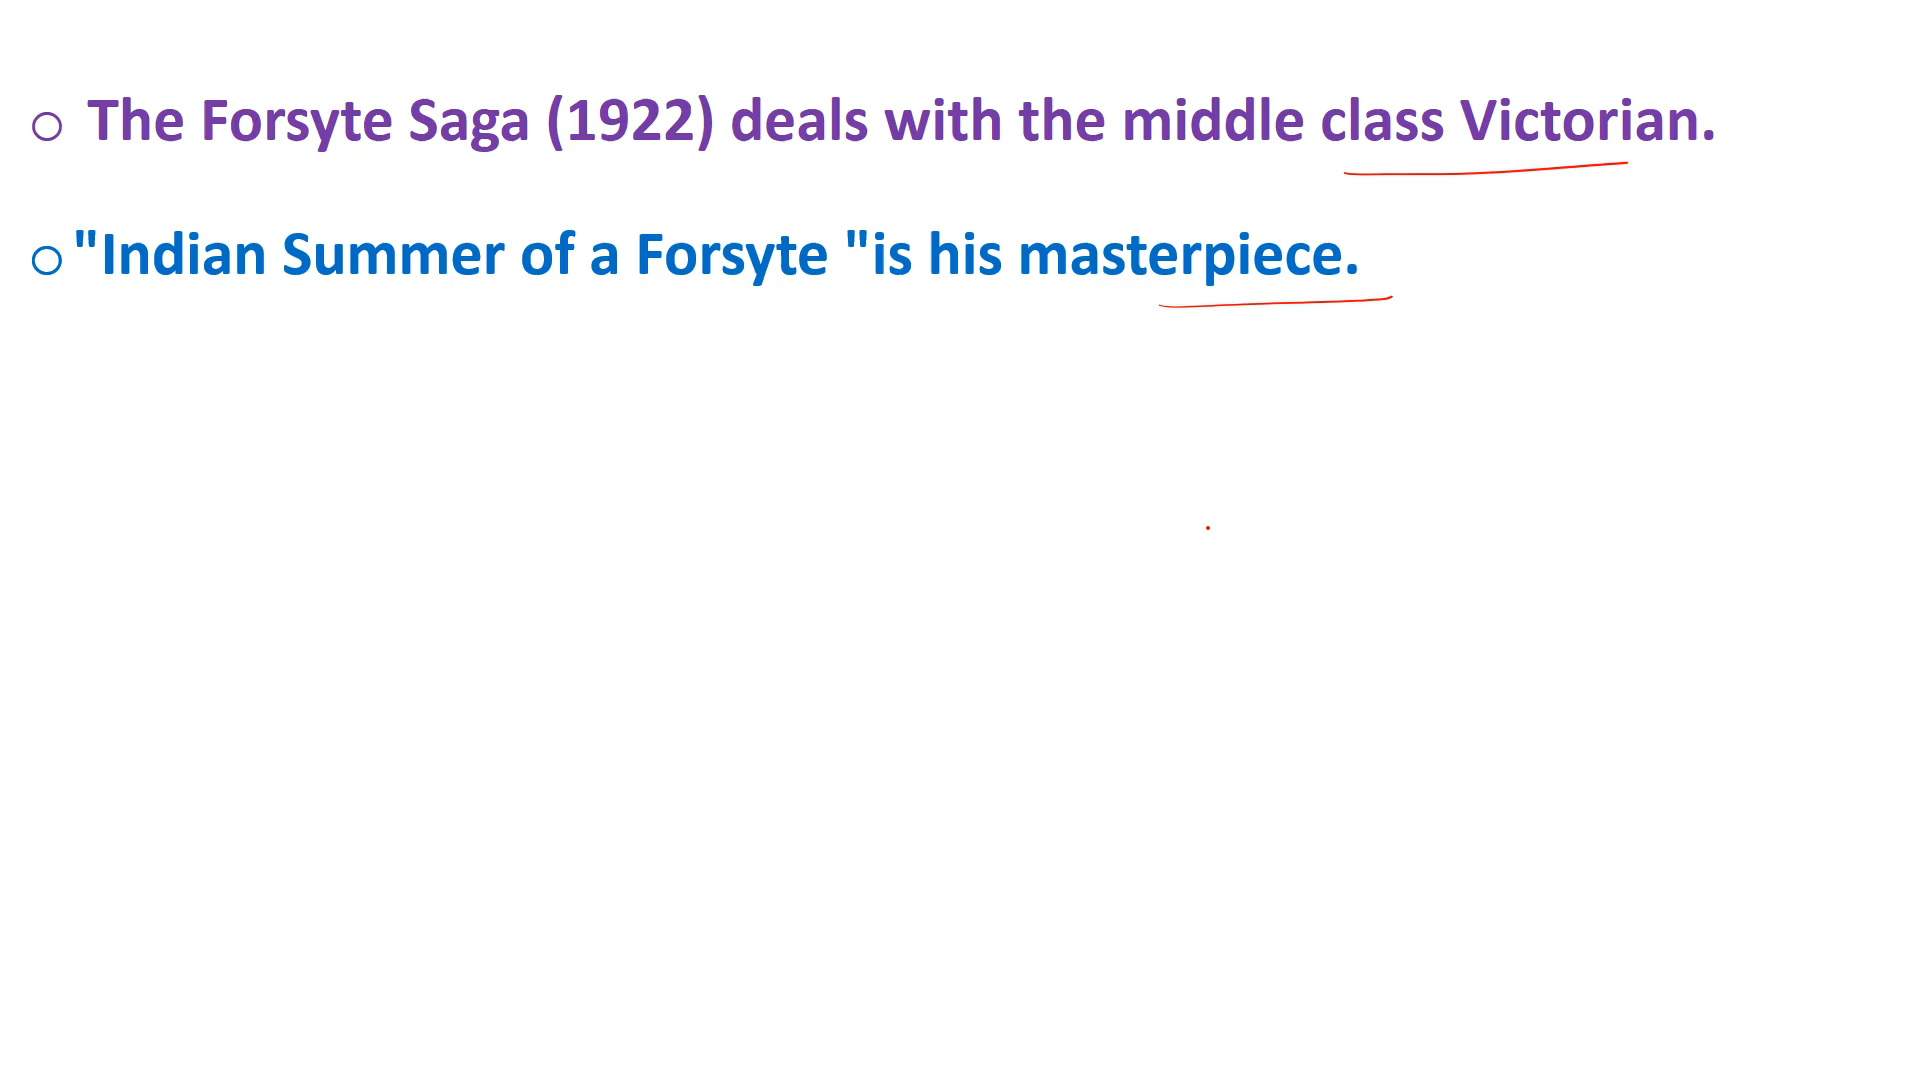 The Forsyte Saga (1922) deals with the middle class Victorian.
"Indian Summer of a Forsyte "is his masterpiece.